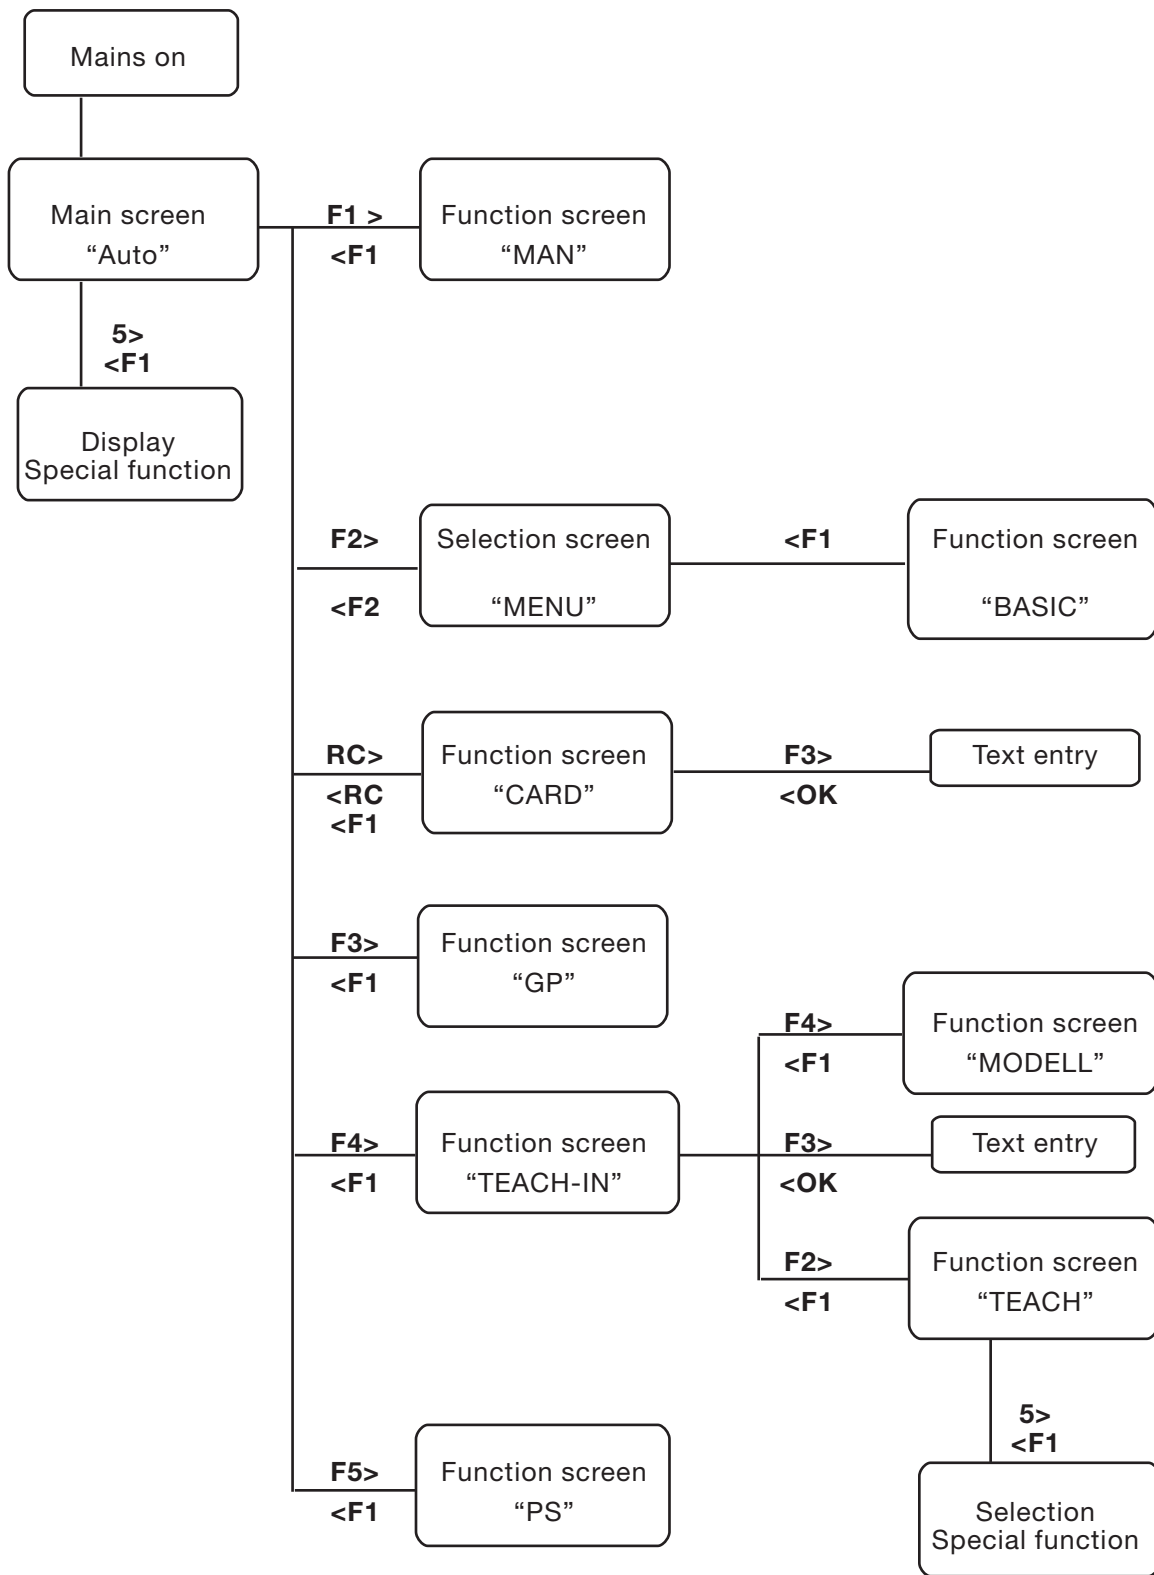 Mains on
Main screen
“Auto”
F1 >
<F1
Function screen
“MAN”
5>
<F1
Display
Special function
F2>
<F2
Selection screen
“MENU”
<F1
Function screen
“BASIC”
RC>
<RC
<F1
Function screen
“CARD”
F3>
<OK
Text entry
F3>
<F1
Function screen
“GP”
F4>
<F1
Function screen
“MODELL”
F4>
<F1
Function screen
“TEACH-IN”
F3>
<OK
Text entry
F2>
<F1
Function screen
“TEACH”
5>
<F1
F5>
<F1
Function screen
“PS”
Selection
Special function